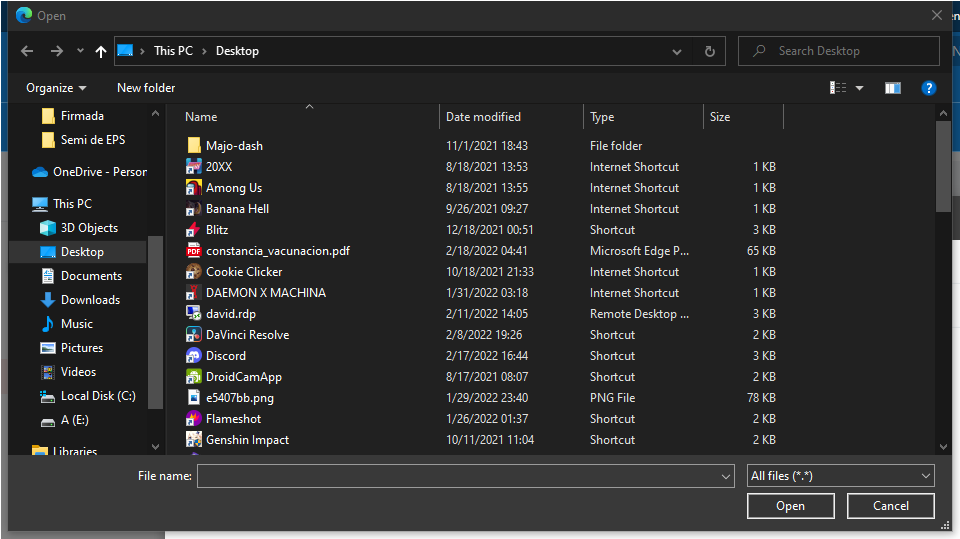 Open
This PC > Desktop
Search Desktop
Organize New folder
Name Date modified Type Size
Firmada
Semi de EPS
OneDrive - Person
This PC
3D Objects
Desktop
Documents
Downloads
Music
Pictures
Videos
Local Disk (C:)
A (E:)
Libraries
Majo-dash 11/1/2021 18:43 File folder
20XX 8/18/2021 13:53 Internet Shortcut 1 KB
Among Us 8/18/2021 13:55 Internet Shortcut 1 KB
Banana Hell 9/26/2021 09:27 Internet Shortcut 1 KB
Blitz 12/18/2021 00:51 Shortcut 3 KB
constancia_vacunacion.pdf 2/18/2022 04:41 Microsoft Edge P... 65 KB
Cookie Clicker 10/18/2021 21:33 Internet Shortcut 1 KB
DAEMON X MACHINA 1/31/2022 03:18 Internet Shortcut 1 KB
david.rdp 2/11/2022 14:05 Remote Desktop ... 3 KB
DaVinci Resolve 2/8/2022 19:26 Shortcut 2 KB
Discord 2/17/2022 16:44 Shortcut 3 KB
DroidCamApp 8/17/2021 08:07 Shortcut 2 KB
e5407bb.png 1/29/2022 23:40 PNG File 78 KB
Flameshot 1/26/2022 01:37 Shortcut 2 KB
Genshin Impact 10/11/2021 11:04 Shortcut 2 KB
File name: All files (*.*)
Open Cancel